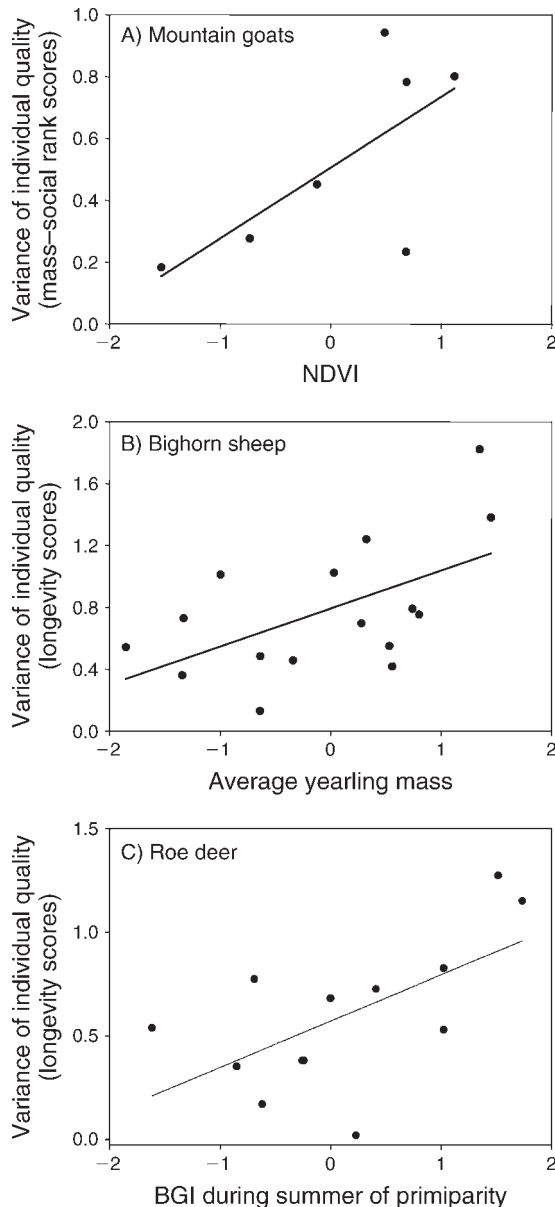 A) Mountain goats
Variance of individual quality
(mass–social rank scores)
1.0
0.8
0.6
0.4
0.2
0.0
−2
−1
0
1
2
NDVI
B) Bighorn sheep
Variance of individual quality
(longevity scores)
2.0
1.6
1.2
0.8
0.4
0.0
−2
−1
0
1
2
Average yearling mass
C) Roe deer
Variance of individual quality
(longevity scores)
1.5
1.0
0.5
0.0
−2
−1
0
1
2
BGI during summer of primiparity